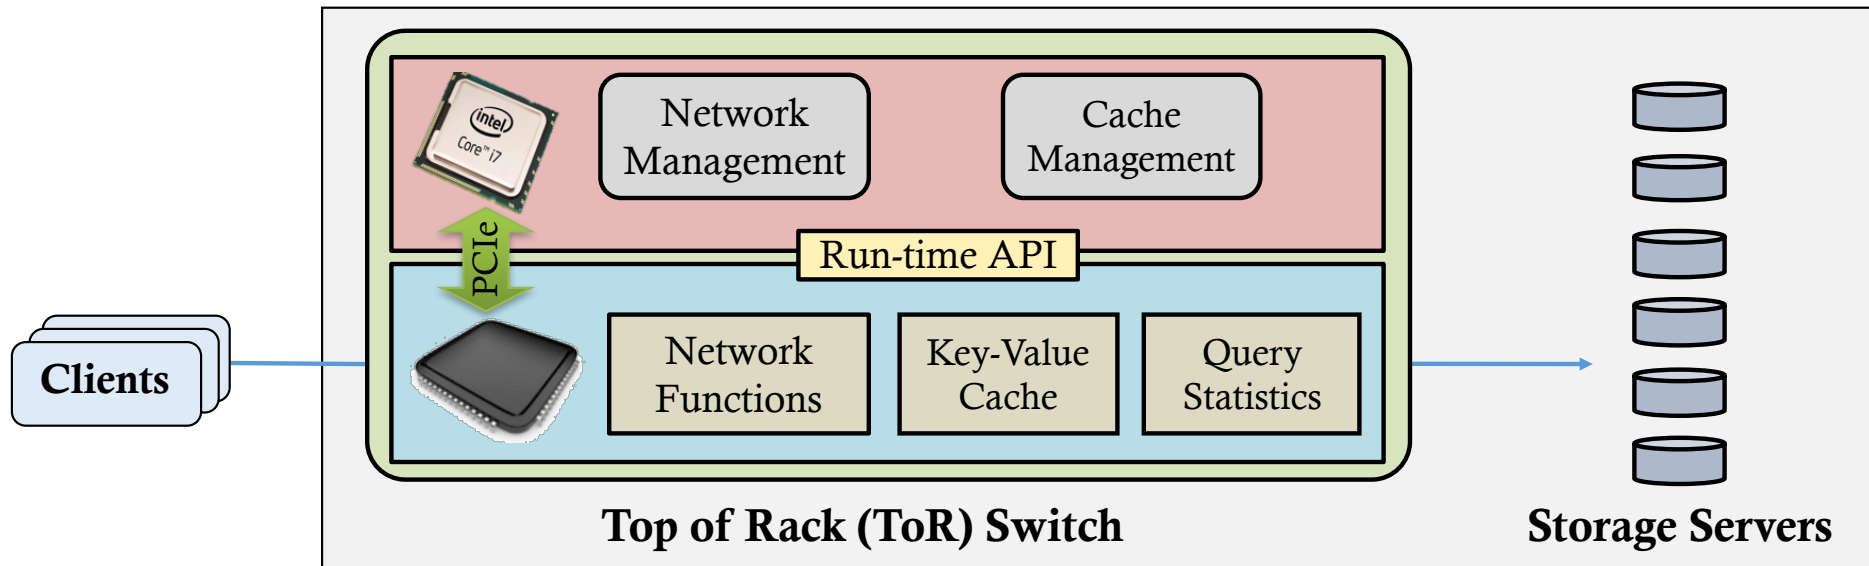 intel
Core™ i7
Network
Management
Cache
Management
PCIe
Run-time API
Clients
Network
Functions
Key-Value
Cache
Query
Statistics
Top of Rack (ToR) Switch
Storage Servers